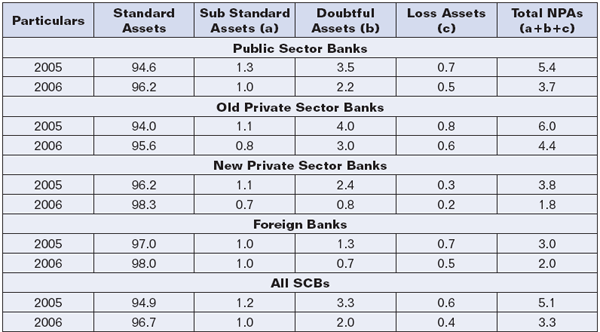 Particulars Standard Assets Sub Standard Assets (a) Doubtful Assets (b) Loss Assets (c) Total NPAs (a+b+c)
Public Sector Banks
2005 94.6 1.3 3.5 0.7 5.4
2006 96.2 1.0 2.2 0.5 3.7
Old Private Sector Banks
2005 94.0 1.1 4.0 0.8 6.0
2006 95.6 0.8 3.0 0.6 4.4
New Private Sector Banks
2005 96.2 1.1 2.4 0.3 3.8
2006 98.3 0.7 0.8 0.2 1.8
Foreign Banks
2005 97.0 1.0 1.3 0.7 3.0
2006 98.0 1.0 0.7 0.5 2.0
All SCBs
2005 94.9 1.2 3.3 0.6 5.1
2006 96.7 1.0 2.0 0.4 3.3